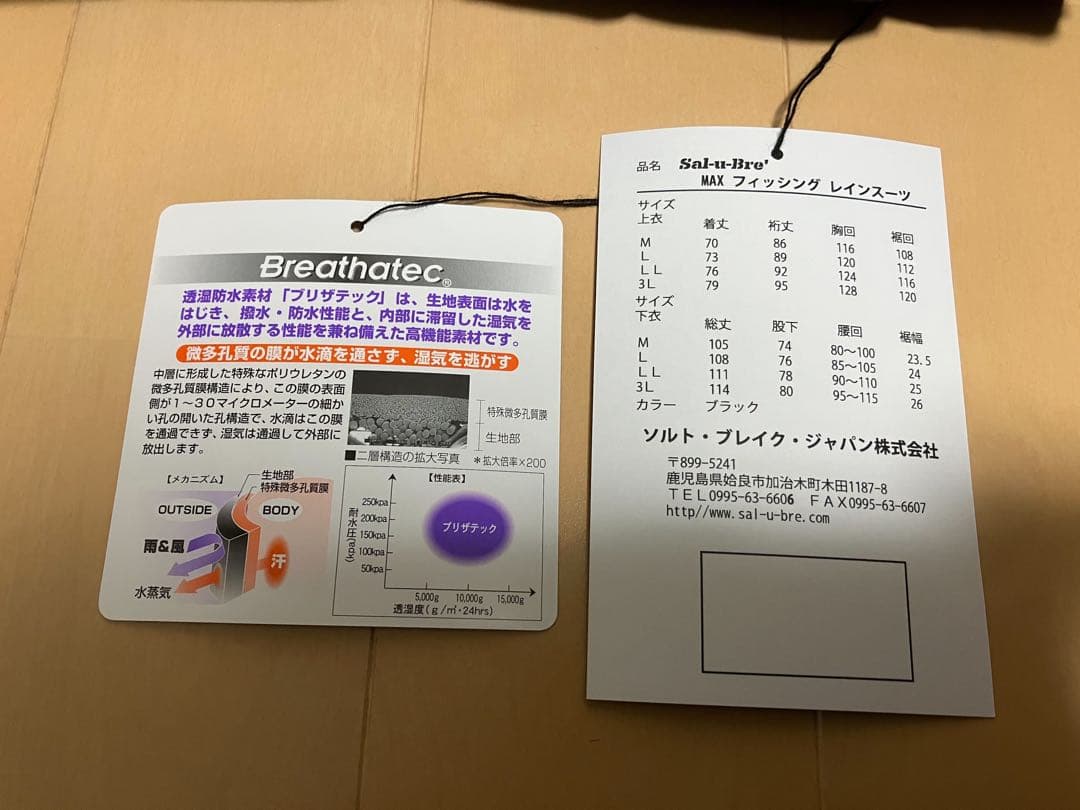 Breathatec®
透湿防水素材「ブリザテック」は、生地表面は水を
はじき、撥水・防水性能と、内部に滞留した湿気を
外部に放散する性能を兼ね備えた高機能素材です。
微多孔質の膜が水滴を通さず、湿気を逃がす
中層に形成した特殊なポリウレタンの
微多孔質膜構造により、この膜の表面
側が1〜30マイクロメーターの細か
い孔の開いた孔構造で、水滴はこの膜
を通過できず、湿気は通過して外部に
放出します。
特殊微多孔質膜
生地部
■二層構造の拡大写真 *拡大倍率×200
【メカニズム】
生地部
特殊微多孔質膜
OUTSIDE
BODY
雨&風
汗
水蒸気
【性能表】
耐水圧(kpa)
250kpa
200kpa
150kpa
100kpa
50kpa
ブリザテック
5,000g 10,000g 15,000g
透湿度(g/㎡・24hrs)
品名 Sal-u-Bre'
MAX フィッシング レインスーツ
サイズ
上衣 着丈 裄丈 胸回 裾回
M 70 86 116 108
L 73 89 120 112
LL 76 92 124 116
3L 79 95 128 120
サイズ
下衣 総丈 股下 腰回 裾幅
M 105 74 80〜100 23.5
L 108 76 85〜105 24
LL 111 78 90〜110 25
3L 114 80 95〜115 26
カラー ブラック
ソルト・ブレイク・ジャパン株式会社
〒899-5241
鹿児島県姶良市加治木町木田1187-8
TEL0995-63-6606 FAX0995-63-6607
http//www.sal-u-bre.com